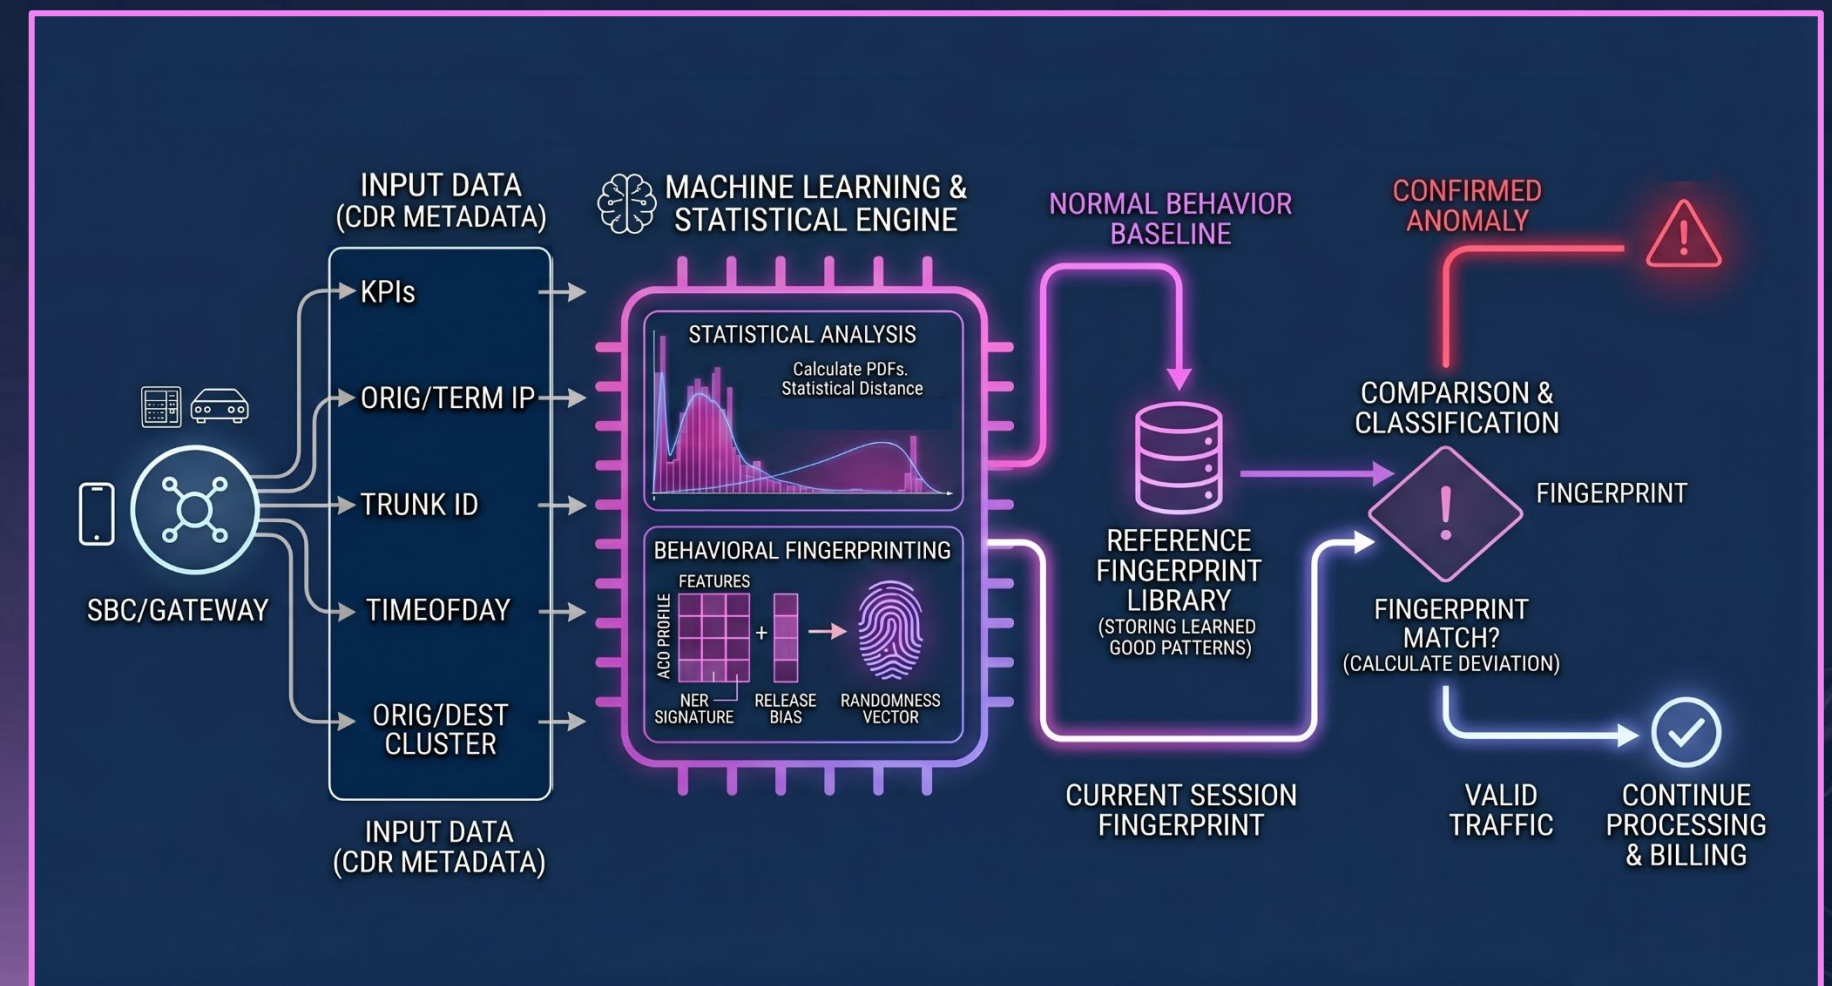 INPUT DATA
(CDR METADATA)
KPIs
ORIG/TERM IP
TRUNK ID
TIMEOFDAY
ORIG/DEST
CLUSTER
INPUT DATA
(CDR METADATA)
SBC/GATEWAY
MACHINE LEARNING &
STATISTICAL ENGINE
STATISTICAL ANALYSIS
Calculate PDFs.
Statistical Distance
BEHAVIORAL FINGERPRINTING
FEATURES
ACO PROFILE
+
NER
SIGNATURE
RELEASE
BIAS
RANDOMNESS
VECTOR
NORMAL BEHAVIOR
BASELINE
REFERENCE
FINGERPRINT
LIBRARY
(STORING LEARNED
GOOD PATTERNS)
CURRENT SESSION
FINGERPRINT
CONFIRMED
ANOMALY
!
COMPARISON &
CLASSIFICATION
!
FINGERPRINT
FINGERPRINT
MATCH?
(CALCULATE DEVIATION)
VALID
TRAFFIC
CONTINUE
PROCESSING
& BILLING